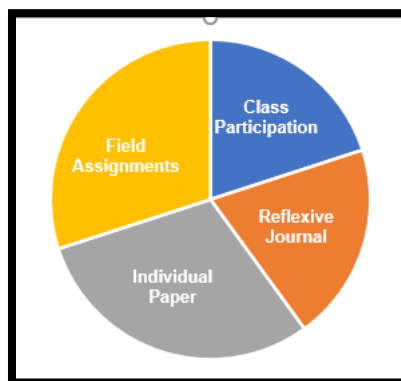 Class
Participation
Field
Assignments
Reflexive
Journal
Individual
Paper